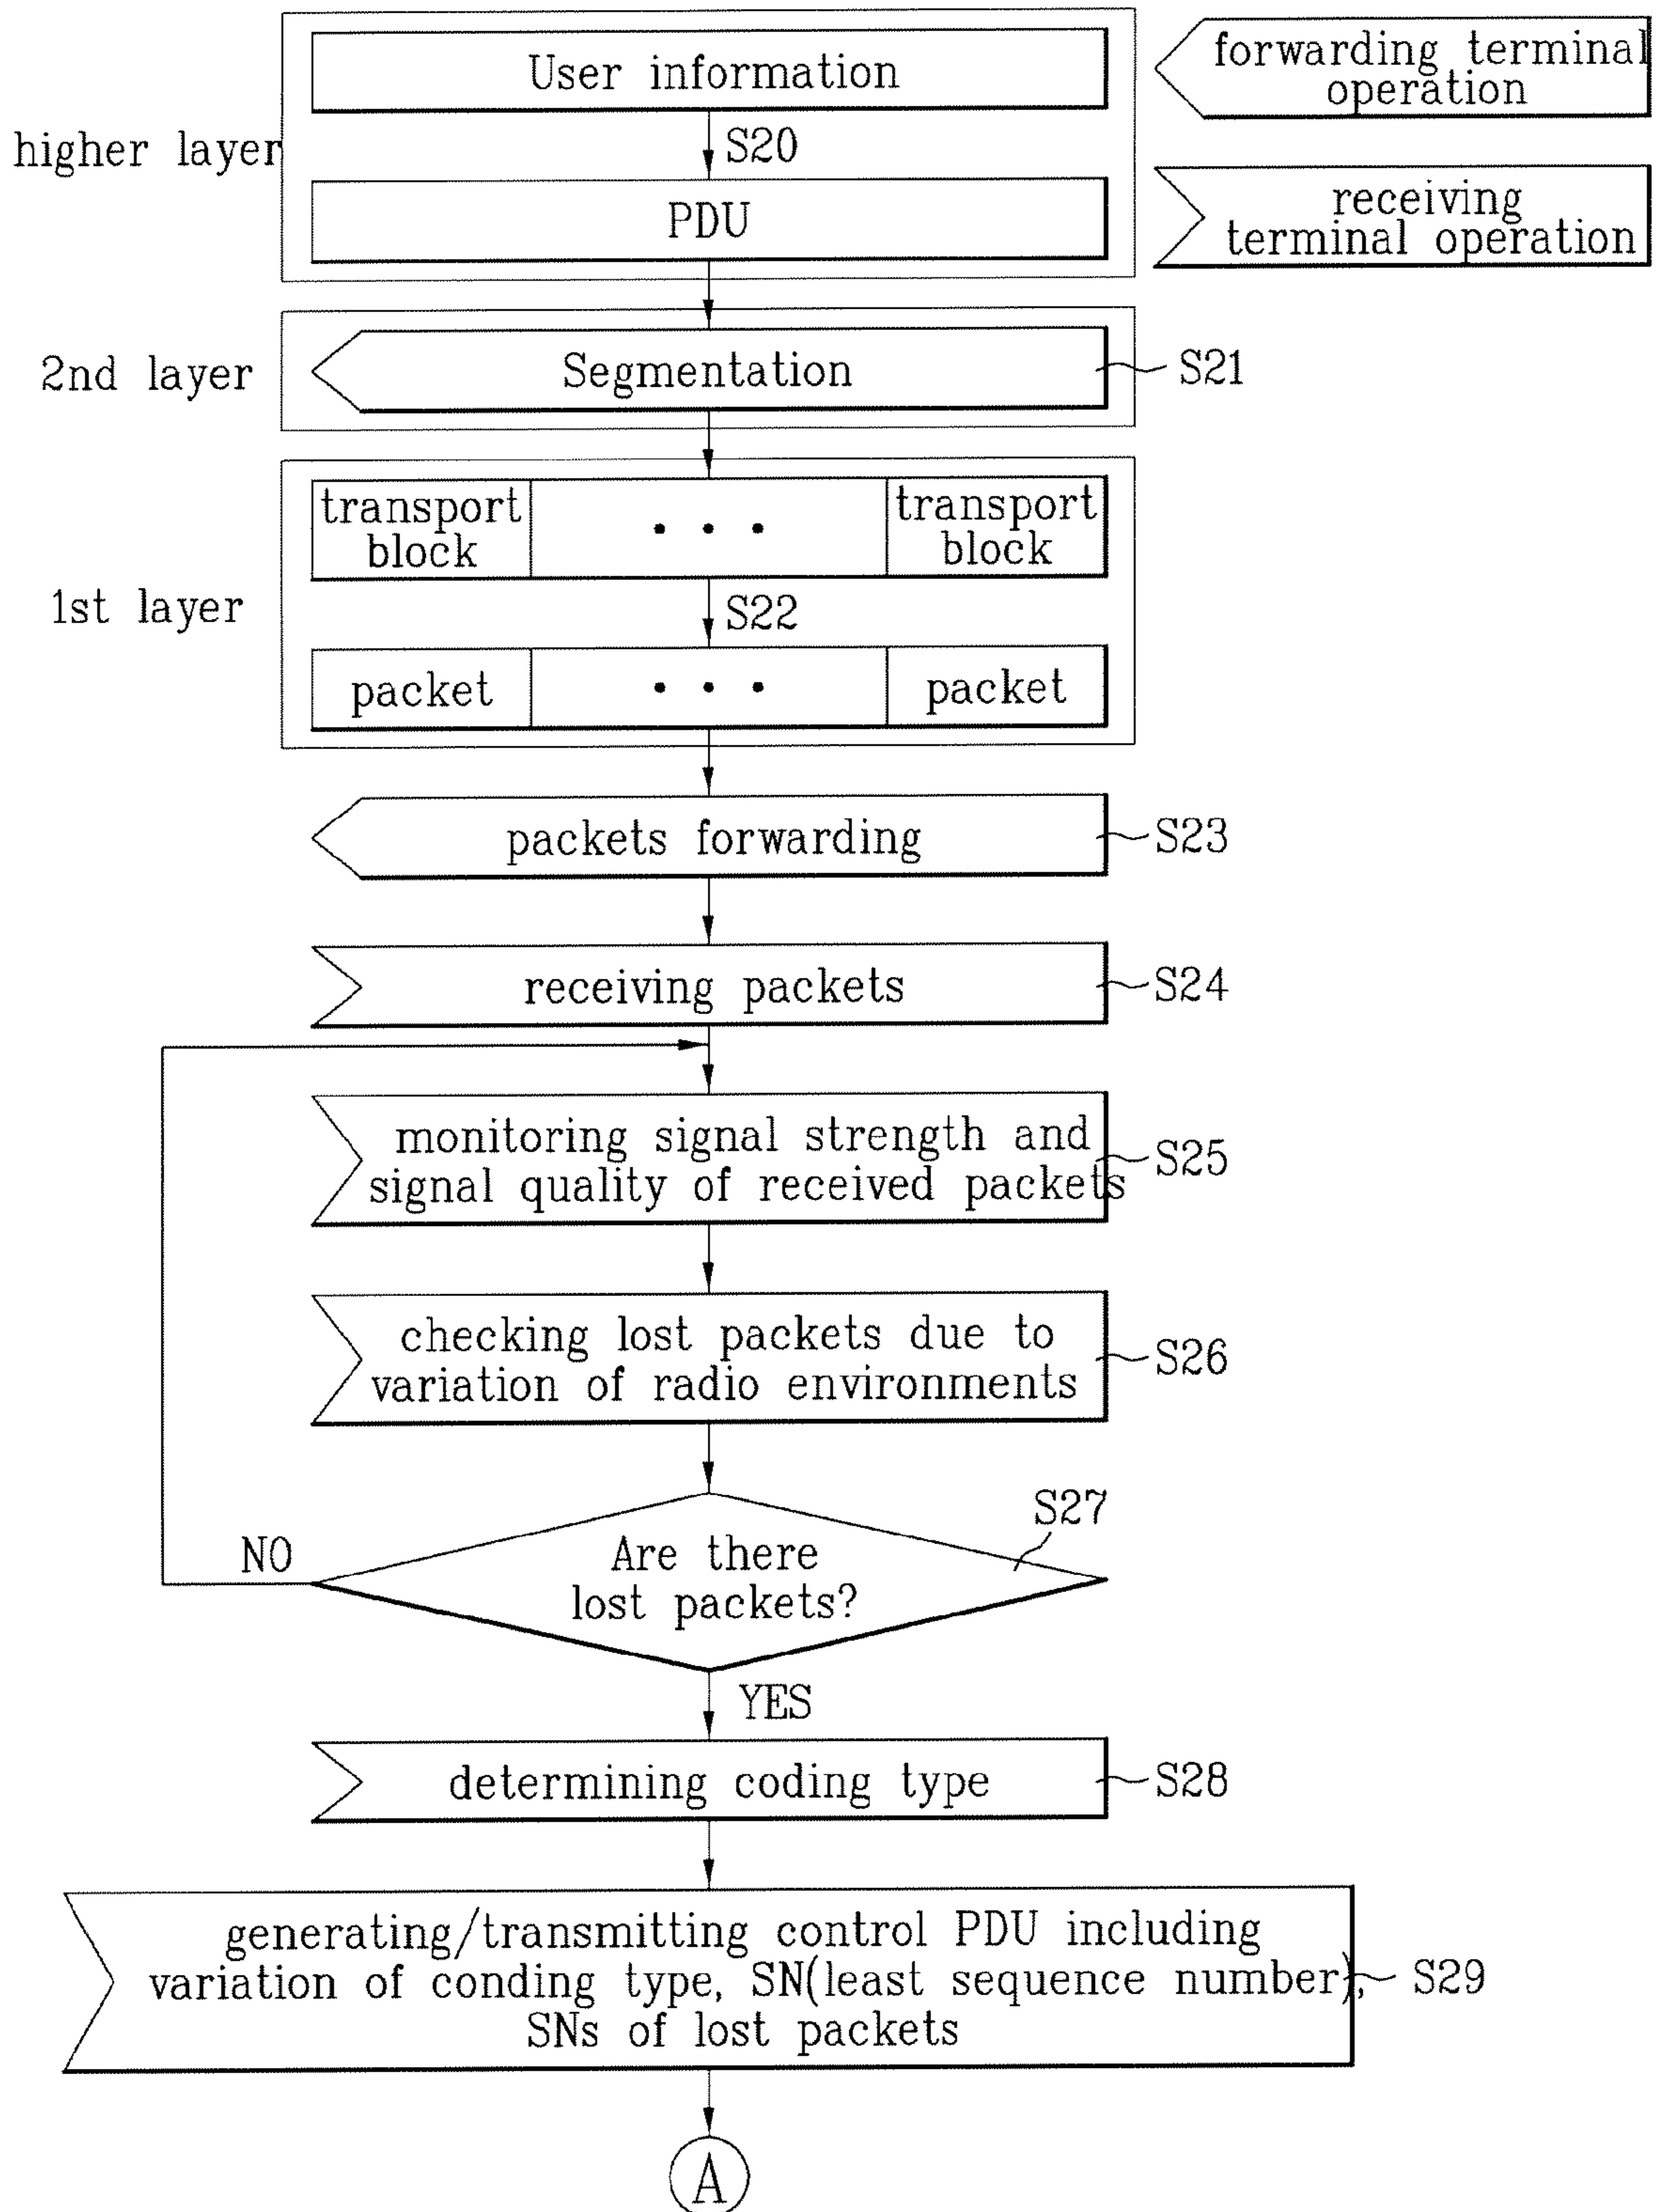 User information
forwarding terminal
operation
higher layer
S20
PDU
receiving
terminal operation
2nd layer
Segmentation
S21
transport
block
• • •
transport
block
1st layer
S22
packet
• • •
packet
packets forwarding
S23
receiving packets
S24
monitoring signal strength and
signal quality of received packets
S25
checking lost packets due to
variation of radio environments
S26
S27
NO
Are there
lost packets?
YES
determining coding type
S28
generating/transmitting control PDU including
variation of conding type, SN(least sequence number),
SNs of lost packets
S29
A